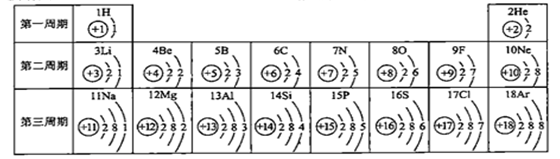 第一周期 1H +1 1 2He +2 2
第二周期 3Li +3 2 1 4Be +4 2 2 5B +5 2 3 6C +6 2 4 7N +7 2 5 8O +8 2 6 9F +9 2 7 10Ne +10 2 8
第三周期 11Na +11 2 8 1 12Mg +12 2 8 2 13Al +13 2 8 3 14Si +14 2 8 4 15P +15 2 8 5 16S +16 2 8 6 17Cl +17 2 8 7 18Ar +18 2 8 8